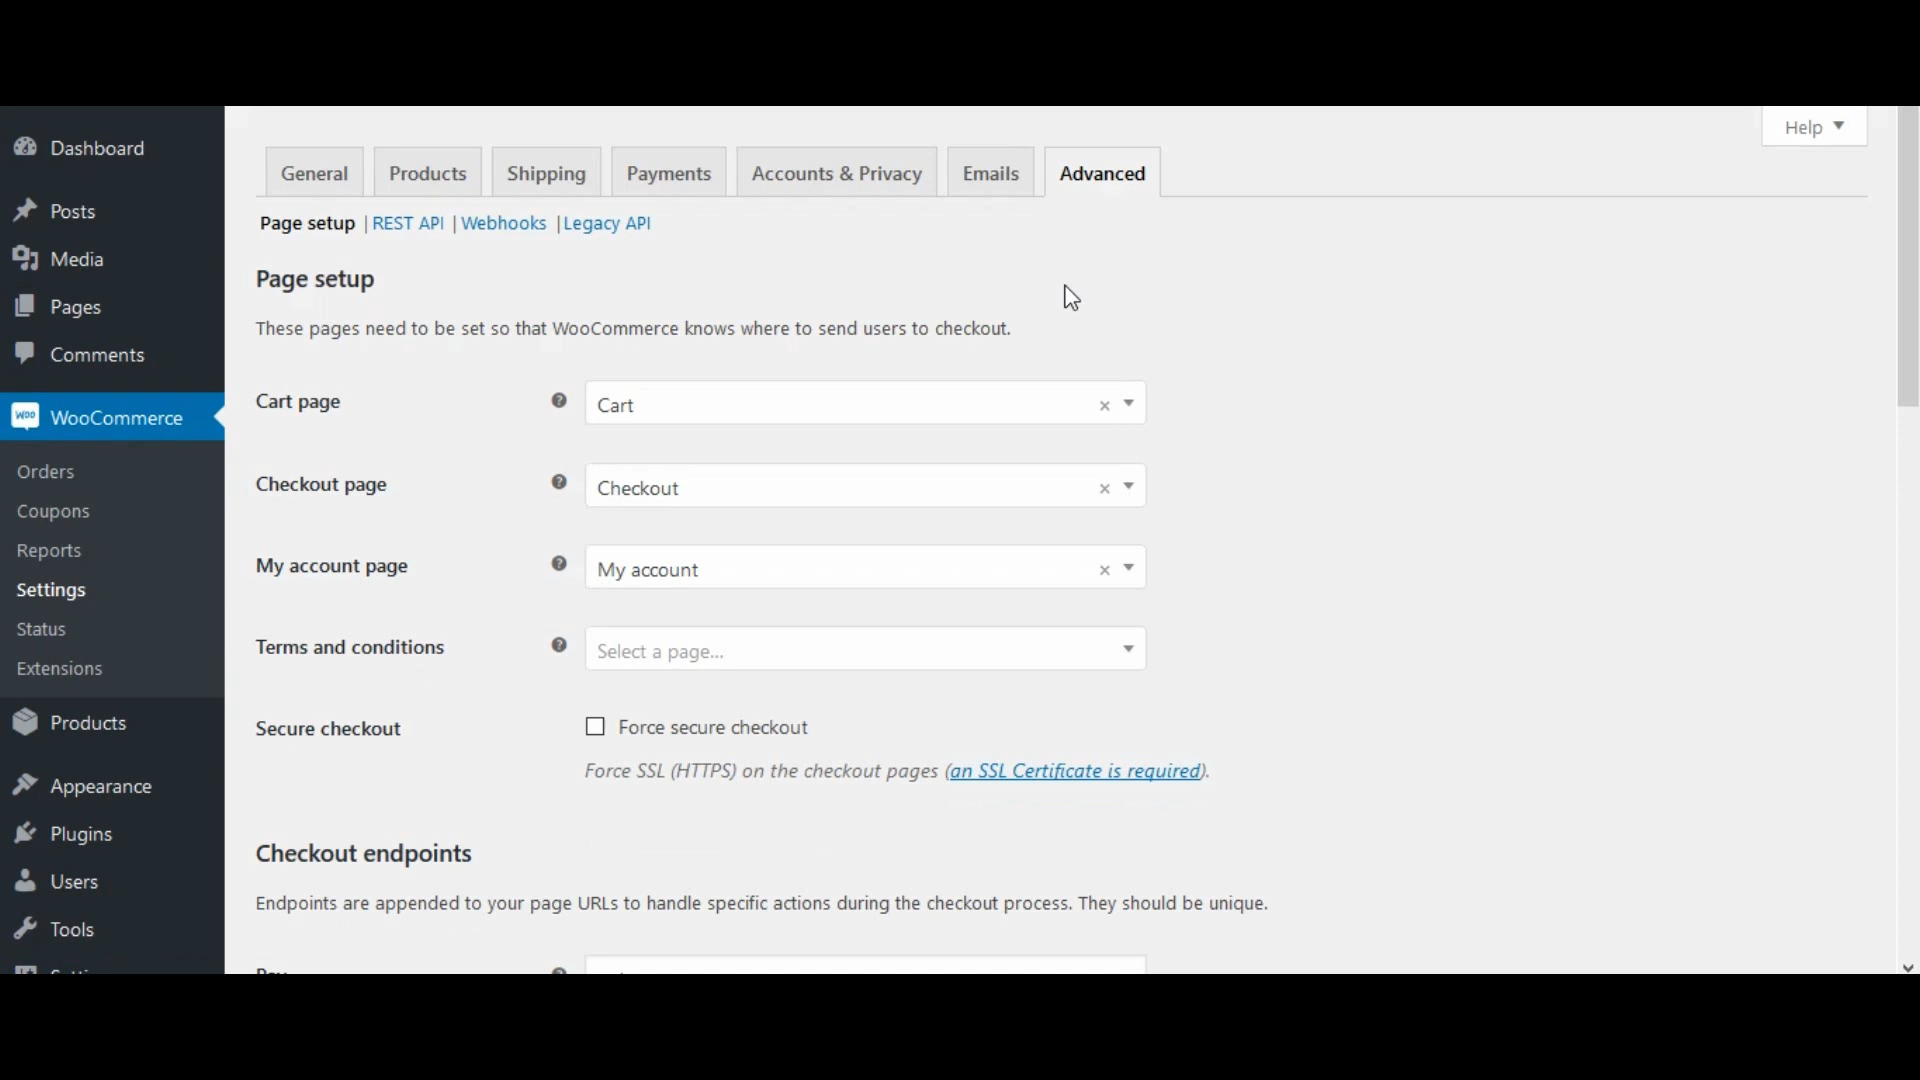 Help
Dashboard
Posts
Media
Pages
Comments
WOO WooCommerce
Orders
Coupons
Reports
Settings
Status
Extensions
Products
Appearance
Plugins
Users
Tools
General Products Shipping Payments Accounts & Privacy Emails Advanced
Page setup | REST API | Webhooks | Legacy API
Page setup
These pages need to be set so that WooCommerce knows where to send users to checkout.
Cart page ? Cart ×
Checkout page ? Checkout ×
My account page ? My account ×
Terms and conditions ? Select a page...
Secure checkout Force secure checkout
Force SSL (HTTPS) on the checkout pages (an SSL Certificate is required).
Checkout endpoints
Endpoints are appended to your page URLs to handle specific actions during the checkout process. They should be unique.